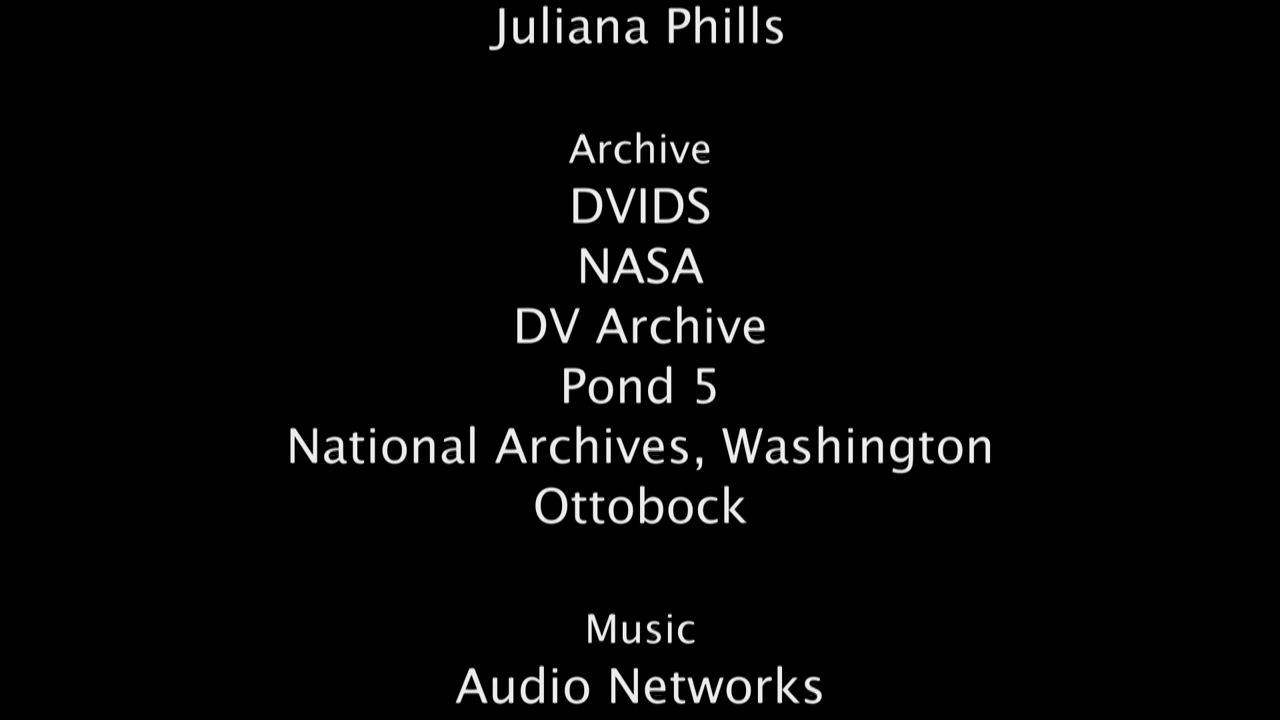 Juliana Phills
Archive
DVIDS
NASA
DV Archive
Pond 5
National Archives, Washington
Ottobock
Music
Audio Networks